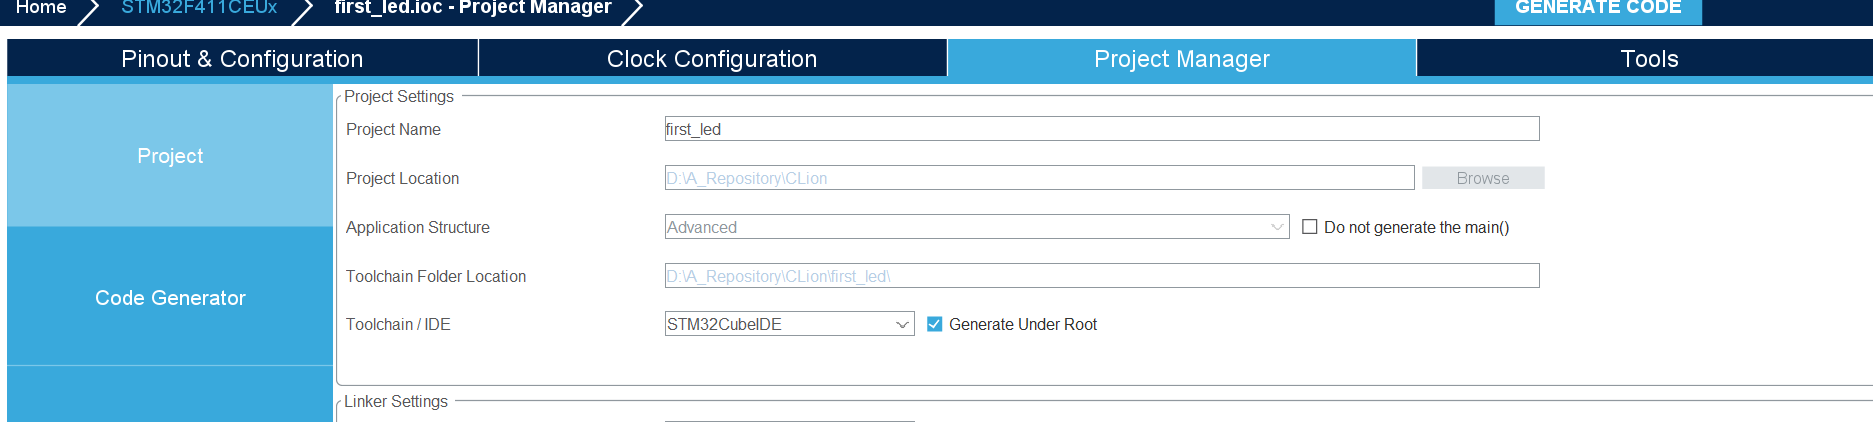 Home STM32F411CEUx first_led.ioc - Project Manager GENERATE CODE
Pinout & Configuration Clock Configuration Project Manager Tools
Project Settings
Project Name first_led
Project
Project Location D:\A_Repository\CLion Browse
Application Structure Advanced Do not generate the main()
Toolchain Folder Location D:\A_Repository\CLion\first_led\
Code Generator
Toolchain / IDE STM32CubeIDE Generate Under Root
Linker Settings